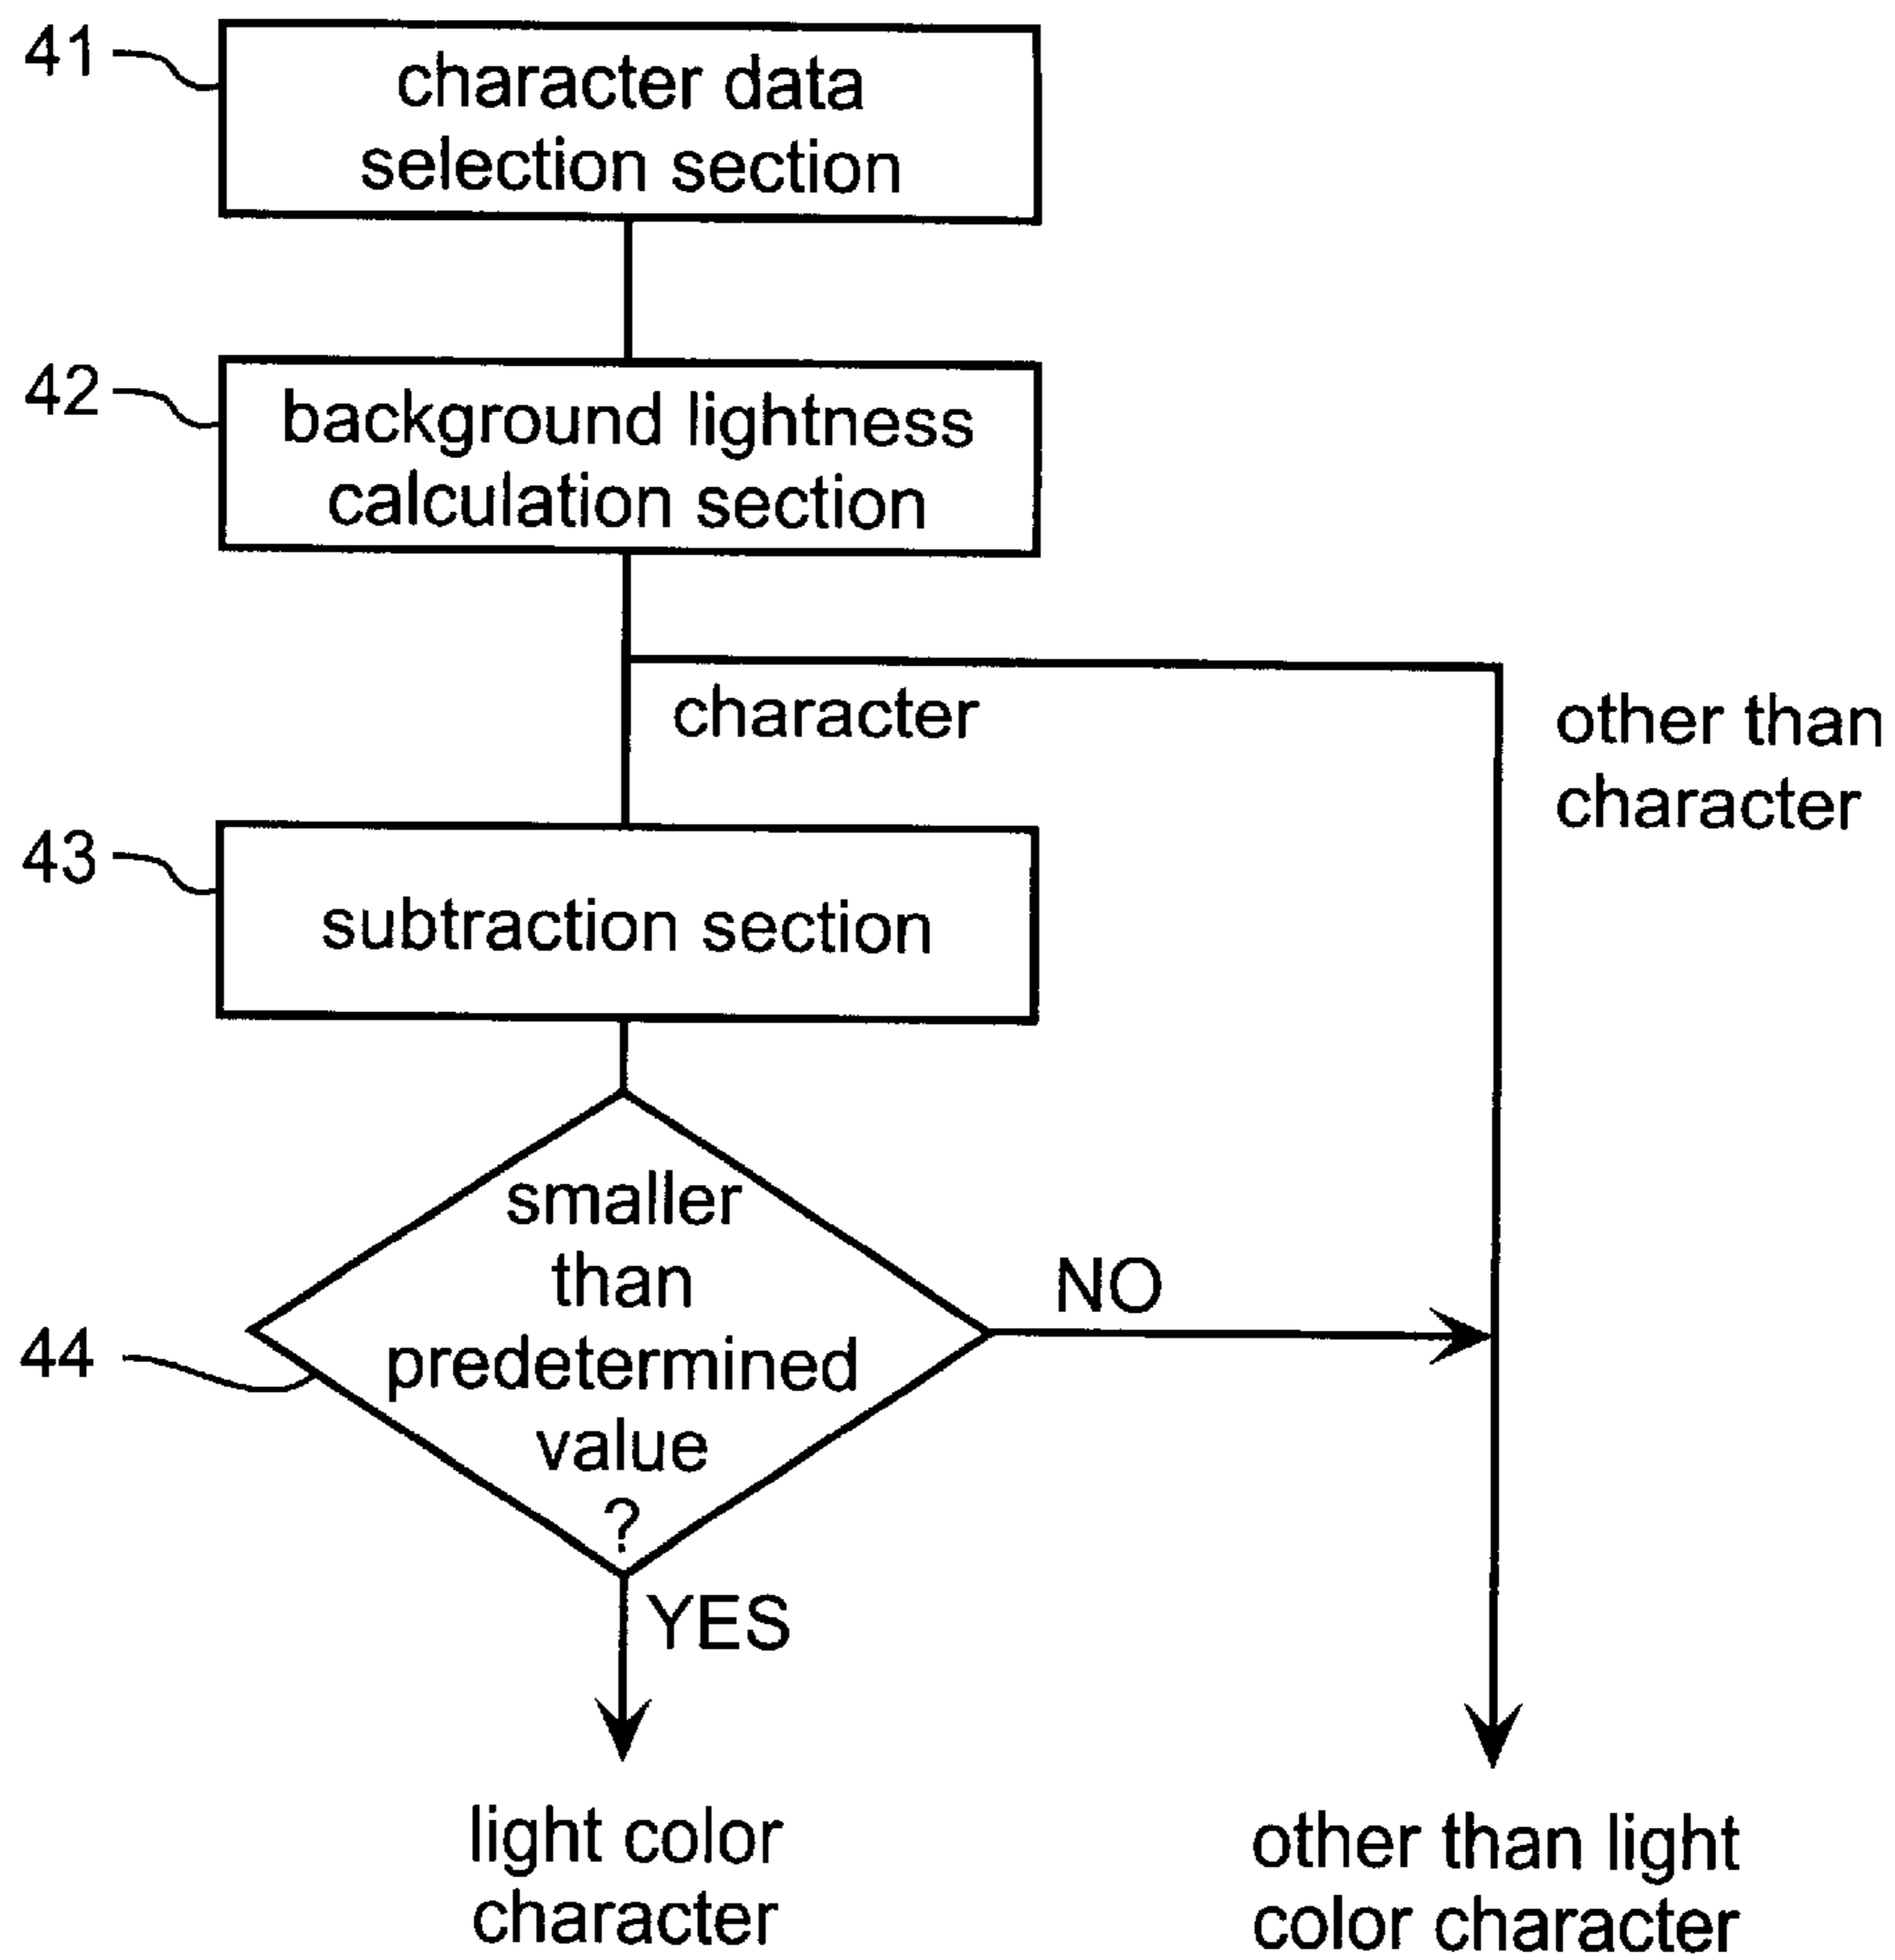 41
character data
selection section
42
background lightness
calculation section
character
other than
character
43
subtraction section
smaller
than
predetermined
value
?
44
NO
YES
light color
character
other than light
color character